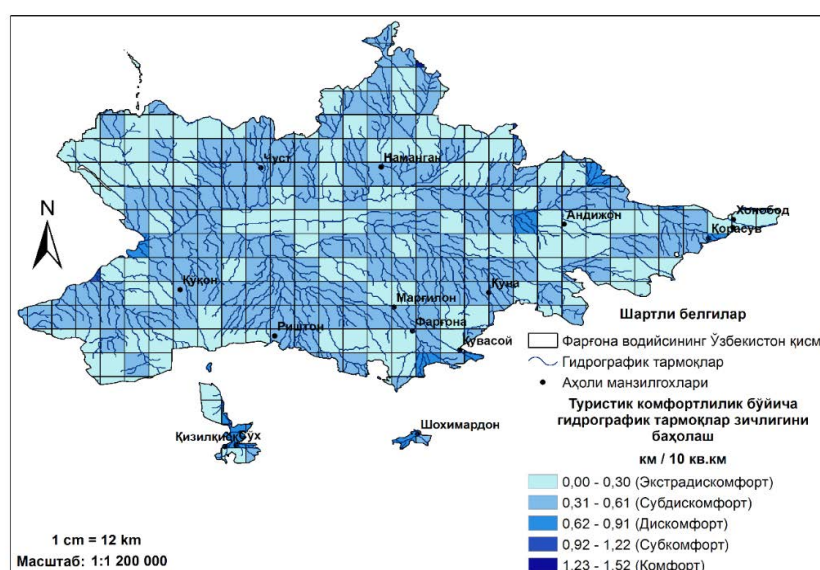 Чуст
Наманган
N
Андижон
Хонобод
Қорасув
Қўқон
Қува
Марғилон
Фарғона
Риштон
Қувасой
Шохимардон
Сўх
Шартли белгилар
Фарғона водийсининг Ўзбекистон қисм
Гидрографик тармоқлар
Аҳоли манзилгохлари
Туристик комфортлилик бўйича
гидрографик тармоқлар зичлигини
баҳолаш
км / 10 кв.км
0,00 - 0,30 (Экстрадискомфорт)
0,31 - 0,61 (Субдискомфорт)
0,62 - 0,91 (Дискомфорт)
0,92 - 1,22 (Субкомфорт)
1,23 - 1,52 (Комфорт)
1 cm = 12 km
Масштаб: 1:1 200 000